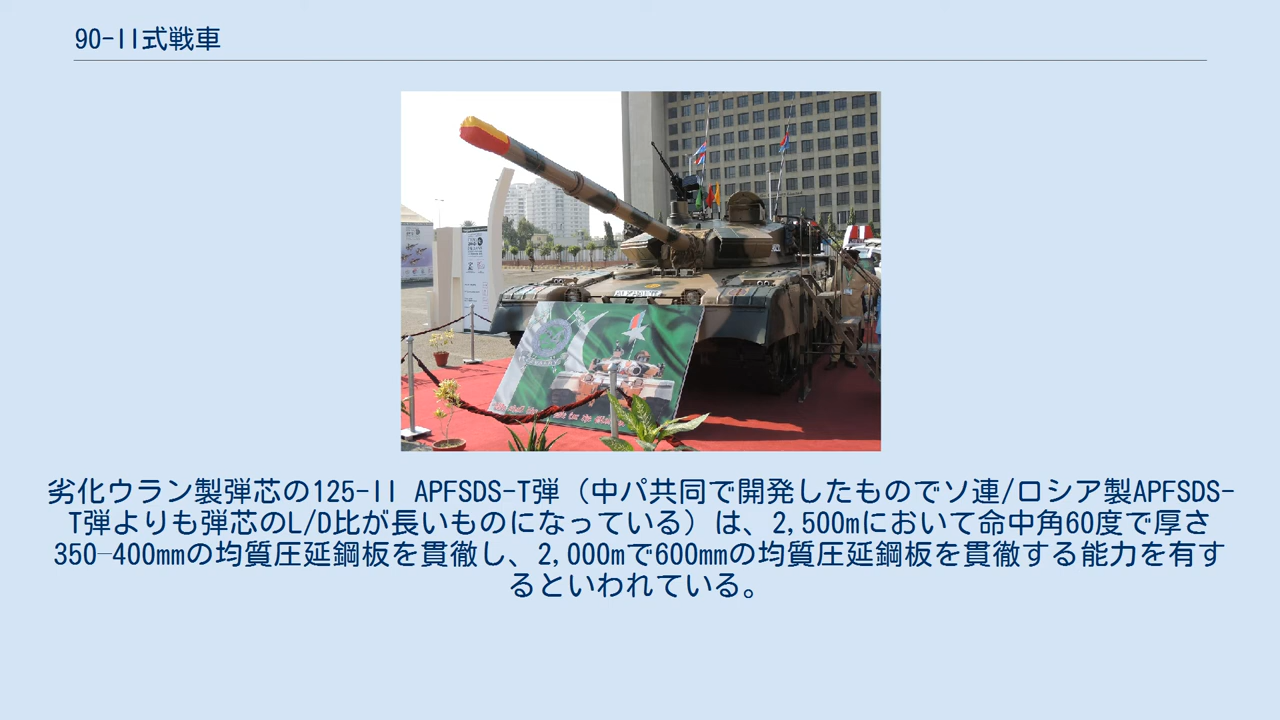 90-II式戦車
劣化ウラン製弾芯の125-II APFSDS-T弾（中パ共同で開発したものでソ連/ロシア製APFSDS-
T弾よりも弾芯のL/D比が長いものになっている）は、2,500mにおいて命中角60度で厚さ
350–400mmの均質圧延鋼板を貫徹し、2,000mで600mmの均質圧延鋼板を貫徹する能力を有す
るといわれている。